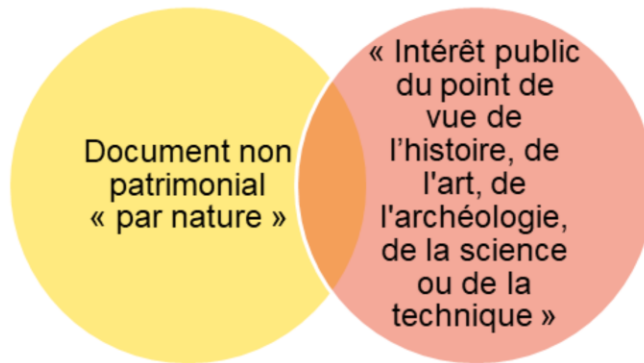 Document non
patrimonial
« par nature »
« Intérêt public
du point de
vue de
l’histoire, de
l'art, de
l'archéologie,
de la science
ou de la
technique »